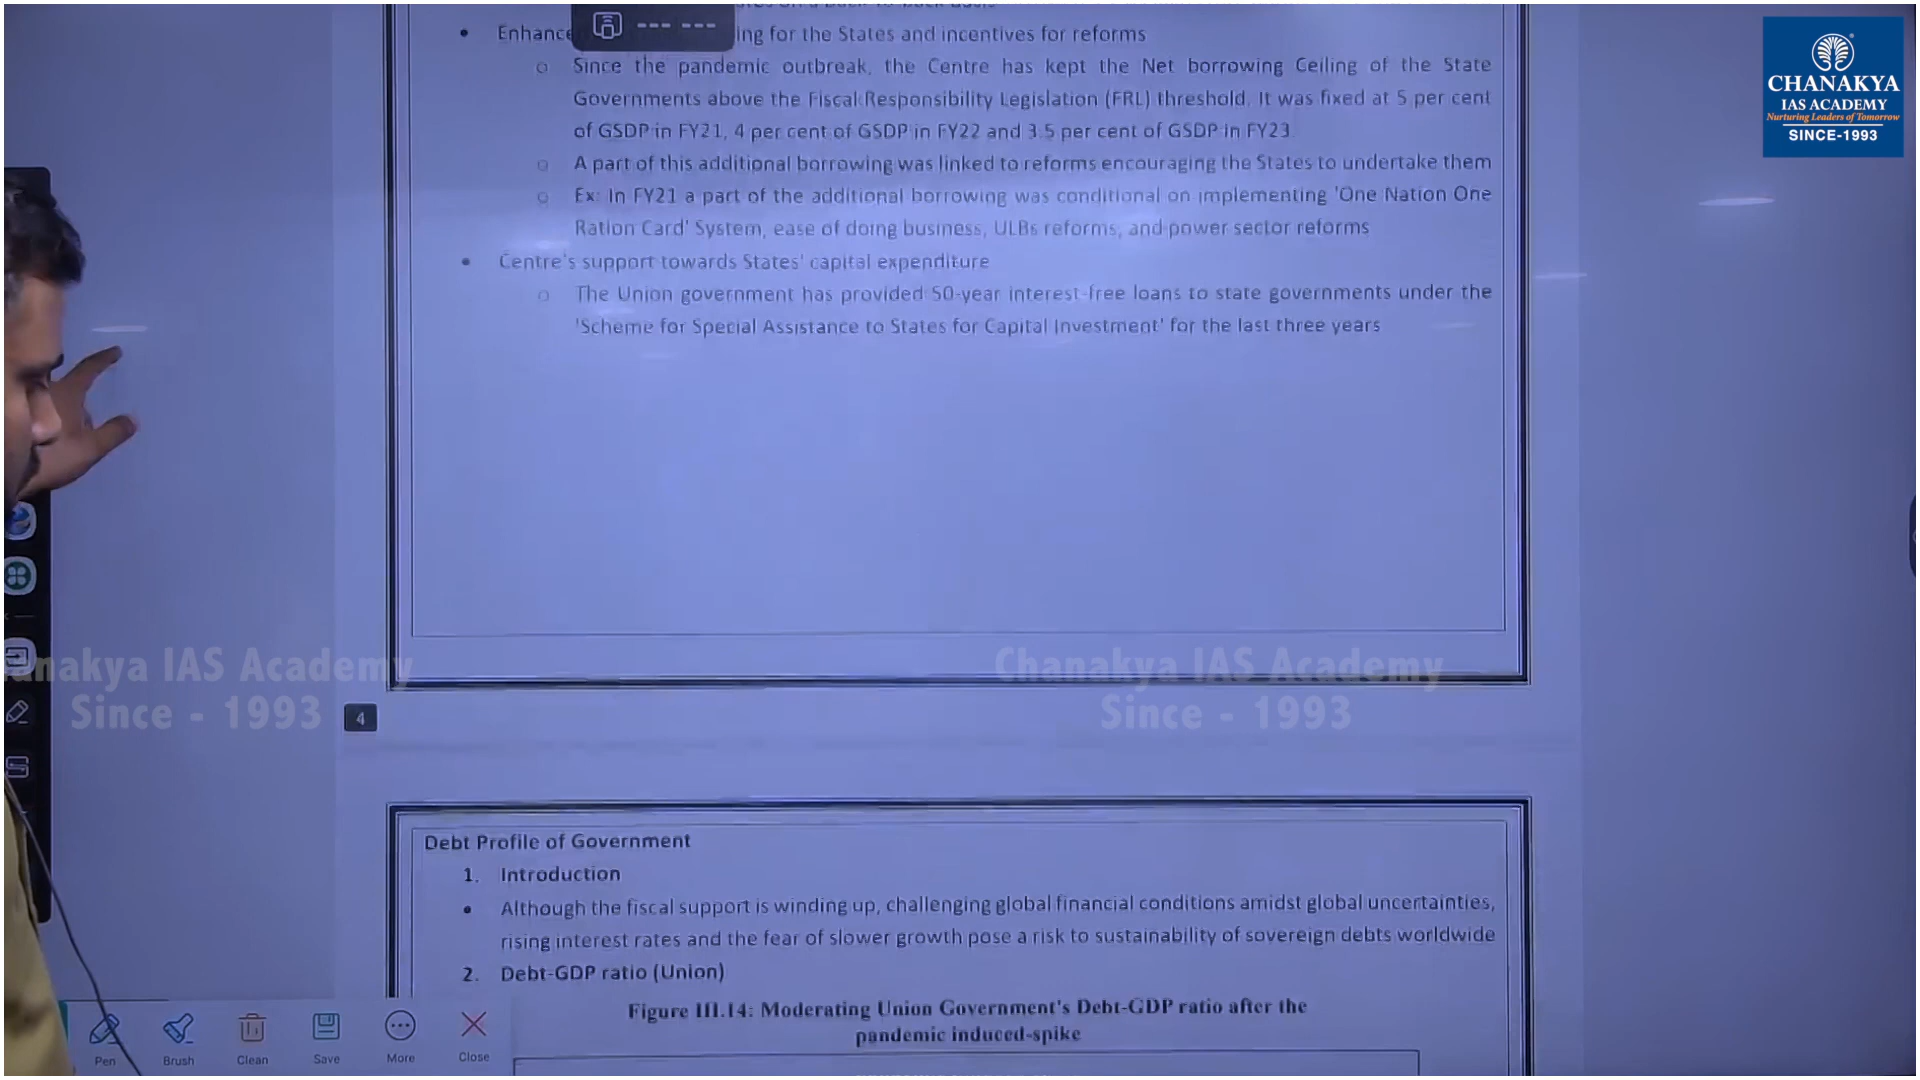 Enhance
ing for the States and incentives for reforms
Since the pandemic outbreak, the Centre has kept the Net borrowing Ceiling of the State
Governments above the Fiscal Responsibility Legislation (FRL) threshold. It was fixed at 5 per cent
of GSDP in FY21, 4 per cent of GSDP in FY22 and 3.5 per cent of GSDP in FY23.
A part of this additional borrowing was linked to reforms encouraging the States to undertake them
Ex: In FY21 a part of the additional borrowing was conditional on implementing 'One Nation One
Ration Card' System, ease of doing business, ULBs reforms, and power sector reforms
Centre's support towards States' capital expenditure
The Union government has provided 50-year interest-free loans to state governments under the
'Scheme for Special Assistance to States for Capital Investment' for the last three years
CHANAKYA
IAS ACADEMY
Nurturing Leaders of Tomorrow
SINCE-1993
anakya IAS Academy
Since - 1993
Chanakya IAS Academy
Since - 1993
4
Debt Profile of Government
1. Introduction
Although the fiscal support is winding up, challenging global financial conditions amidst global uncertainties,
rising interest rates and the fear of slower growth pose a risk to sustainability of sovereign debts worldwide
2. Debt-GDP ratio (Union)
Figure III.14: Moderating Union Government's Debt-GDP ratio after the
pandemic induced-spike
Pen Brush Clean Save More Close